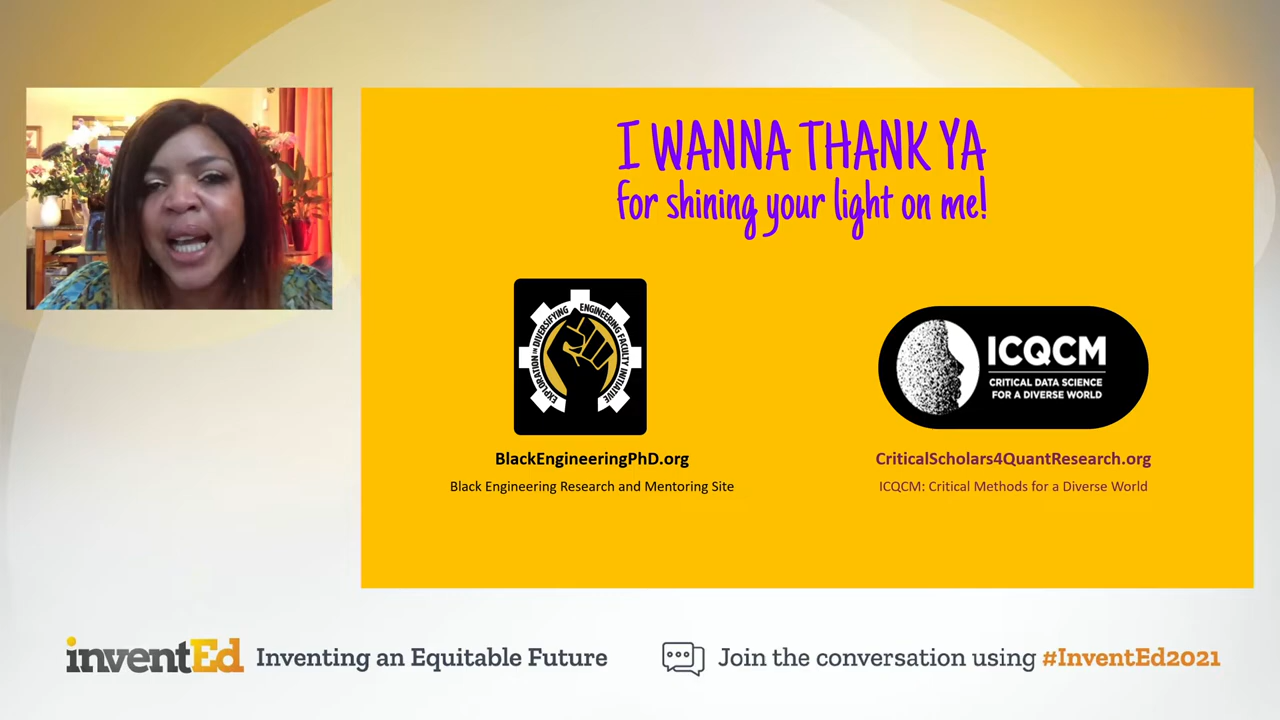 I WANNA THANK YA
for shining your light on me!
EXPLORATION IN DIVERSIFYING ENGINEERING FACULTY INITIATIVE
ICQCM
CRITICAL DATA SCIENCE
FOR A DIVERSE WORLD
BlackEngineeringPhD.org
Black Engineering Research and Mentoring Site
CriticalScholars4QuantResearch.org
ICQCM: Critical Methods for a Diverse World
inventEd Inventing an Equitable Future
Join the conversation using #InventEd2021